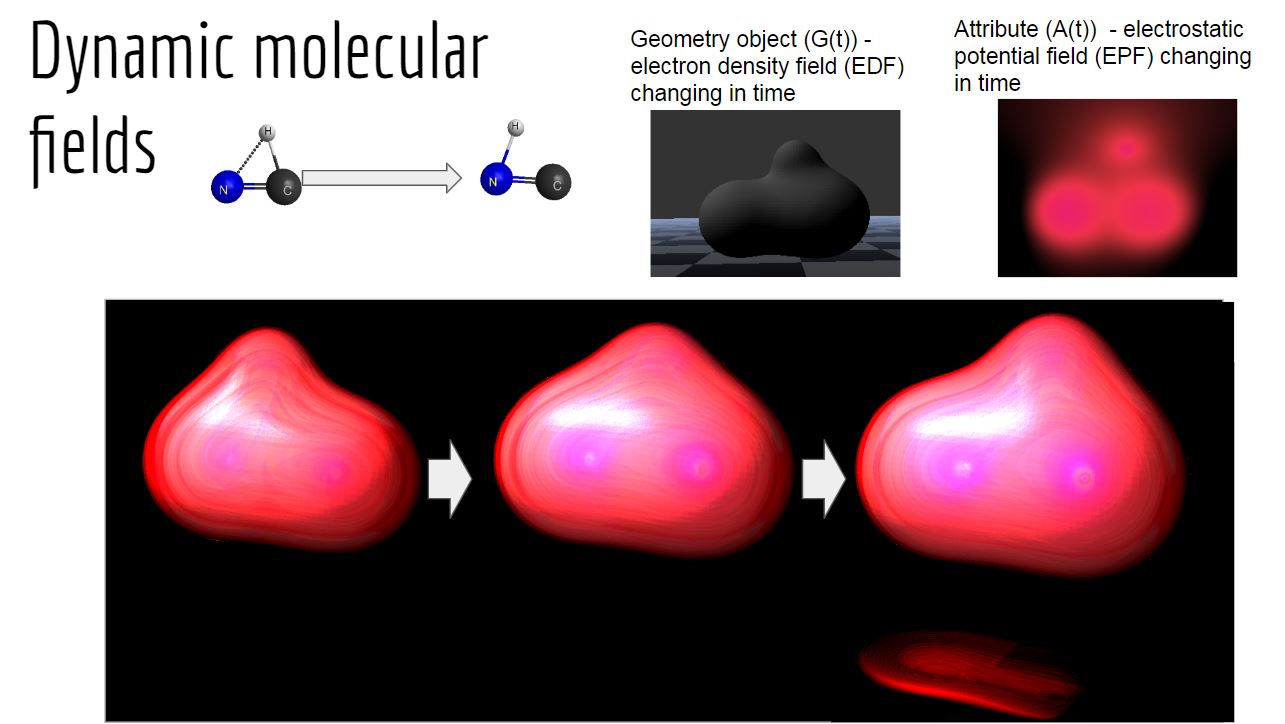 Dynamic molecular
fields
Geometry object (G(t)) -
electron density field (EDF)
changing in time
Attribute (A(t))  - electrostatic
potential field (EPF) changing
in time
H
N
C
H
N
C